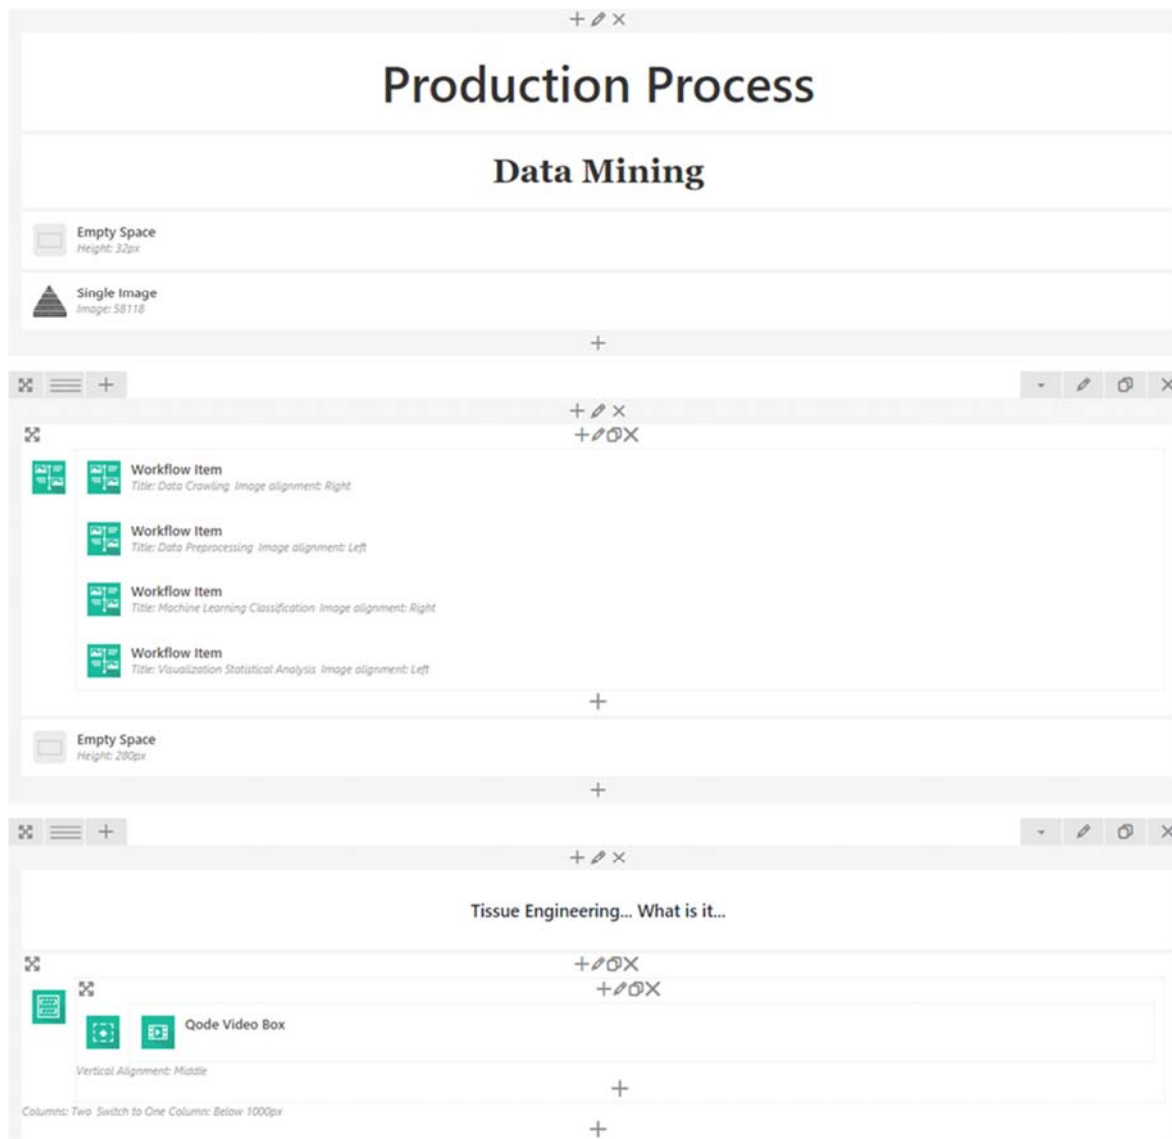 Production Process
Data Mining
Empty Space
Height: 32px
Single Image
Image: 58118
Workflow Item
Title: Data Crawling Image alignment: Right
Workflow Item
Title: Data Preprocessing Image alignment: Left
Workflow Item
Title: Machine Learning Classification Image alignment: Right
Workflow Item
Title: Visualization Statistical Analysis Image alignment: Left
Empty Space
Height: 280px
Tissue Engineering... What is it...
Qode Video Box
Vertical Alignment: Middle
Columns: Two Switch to One Column: Below 1000px